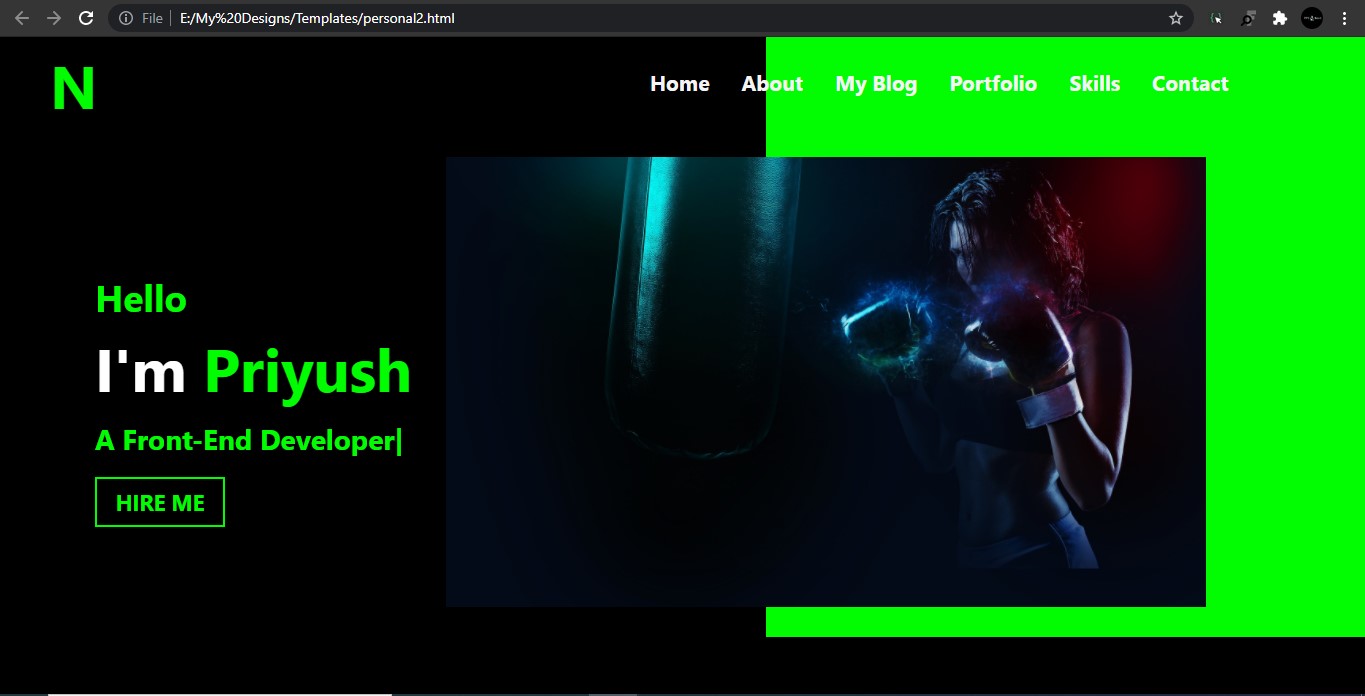 File | E:/My%20Designs/Templates/personal2.html
N
Home About My Blog Portfolio Skills Contact
Hello
I'm Priyush
A Front-End Developer|
HIRE ME